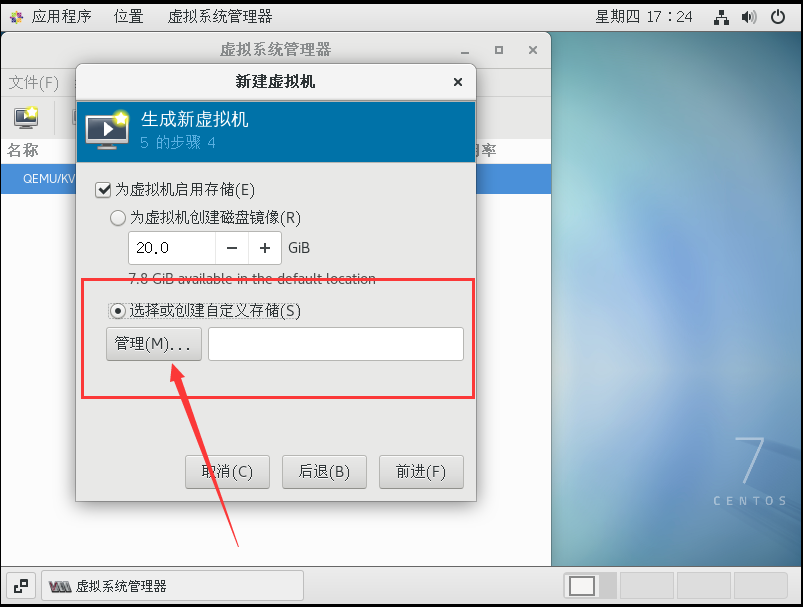 应用程序 位置 虚拟系统管理器 星期四 17：24
虚拟系统管理器
文件(F)
新建虚拟机
生成新虚拟机
5 的步骤 4
名称
率
QEMU/KV
为虚拟机启用存储(E)
为虚拟机创建磁盘镜像(R)
20.0 − + GiB
7.8 GiB available in the default location
选择或创建自定义存储(S)
管理(M)...
取消(C) 后退(B) 前进(F)
7
CENTOS
虚拟系统管理器